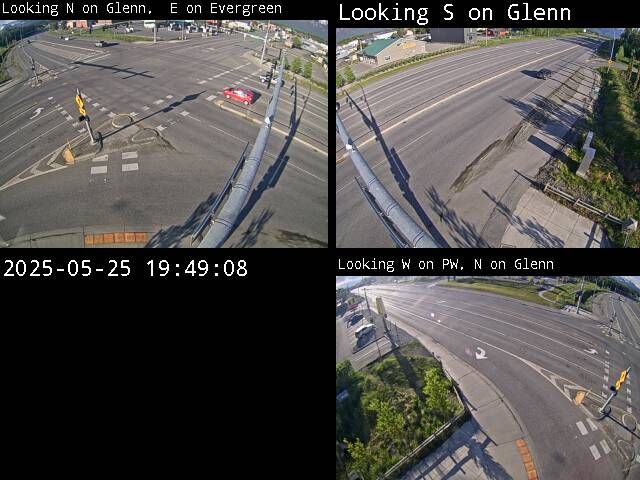 Looking N on Glenn,  E on Evergreen
Looking S on Glenn
2025-05-25 19:49:08
Looking W on PW, N on Glenn